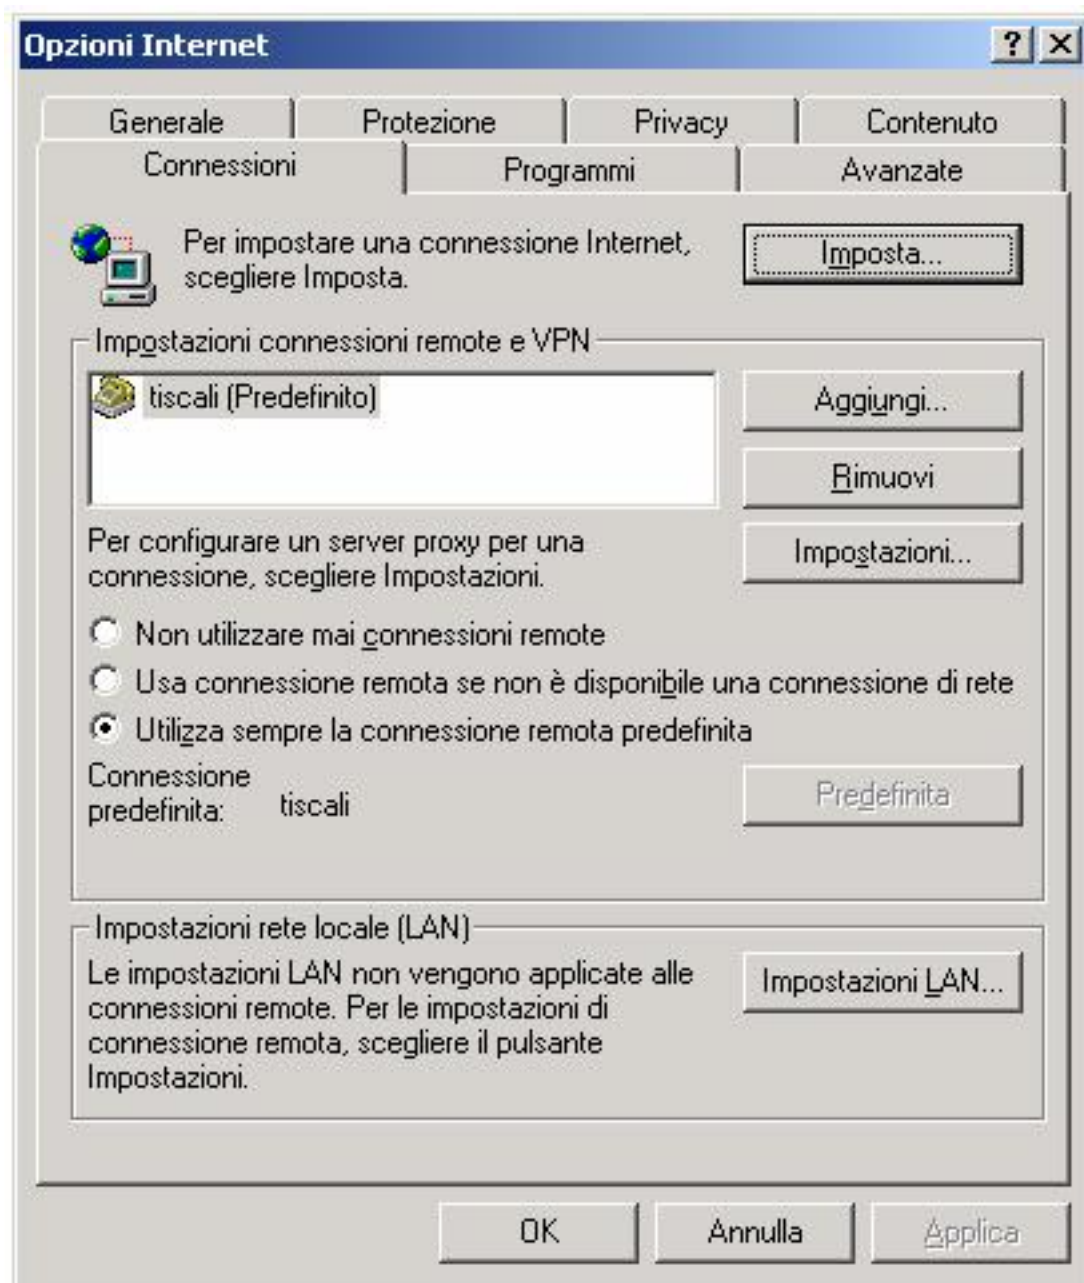 Opzioni Internet
Generale Protezione Privacy Contenuto
Connessioni Programmi Avanzate
Per impostare una connessione Internet,
scegliere Imposta.
Imposta...
Impostazioni connessioni remote e VPN
tiscali (Predefinito)
Aggiungi...
Rimuovi
Per configurare un server proxy per una
connessione, scegliere Impostazioni.
Impostazioni...
Non utilizzare mai connessioni remote
Usa connessione remota se non è disponibile una connessione di rete
Utilizza sempre la connessione remota predefinita
Connessione
predefinita:
tiscali
Predefinita
Impostazioni rete locale (LAN)
Le impostazioni LAN non vengono applicate alle
connessioni remote. Per le impostazioni di
connessione remota, scegliere il pulsante
Impostazioni.
Impostazioni LAN...
OK Annulla Applica